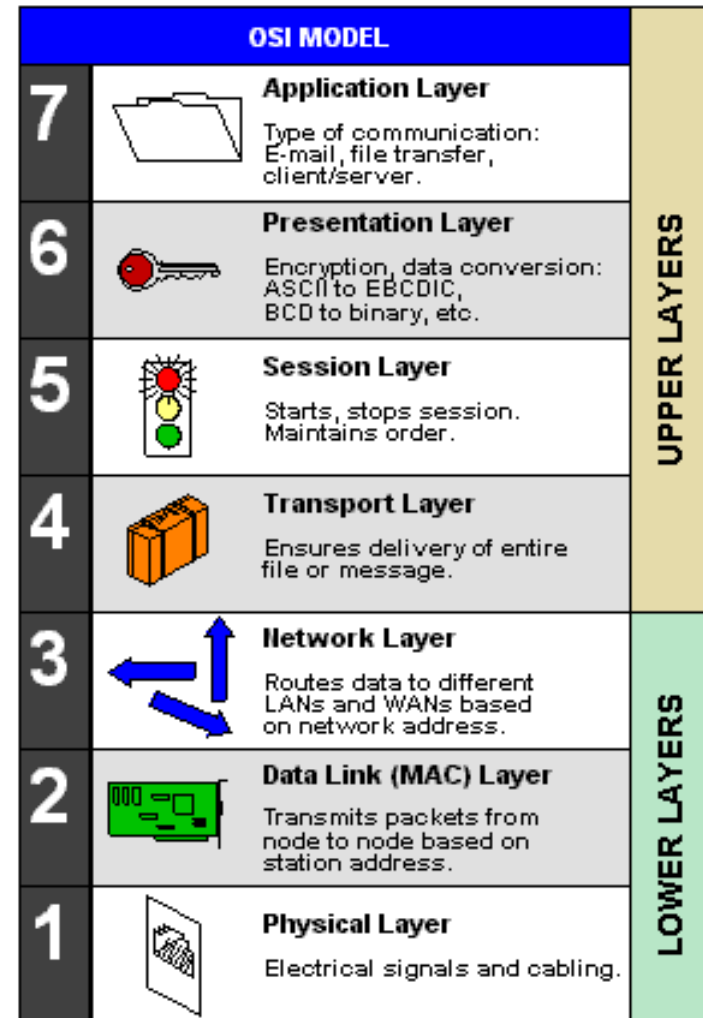 OSI MODEL
7
Application Layer
Type of communication:
E-mail, file transfer,
client/server.
6
Presentation Layer
Encryption, data conversion:
ASCII to EBCDIC,
BCD to binary, etc.
5
Session Layer
Starts, stops session.
Maintains order.
4
Transport Layer
Ensures delivery of entire
file or message.
UPPER LAYERS
3
Network Layer
Routes data to different
LANs and WANs based
on network address.
2
Data Link (MAC) Layer
Transmits packets from
node to node based on
station address.
1
Physical Layer
Electrical signals and cabling.
LOWER LAYERS